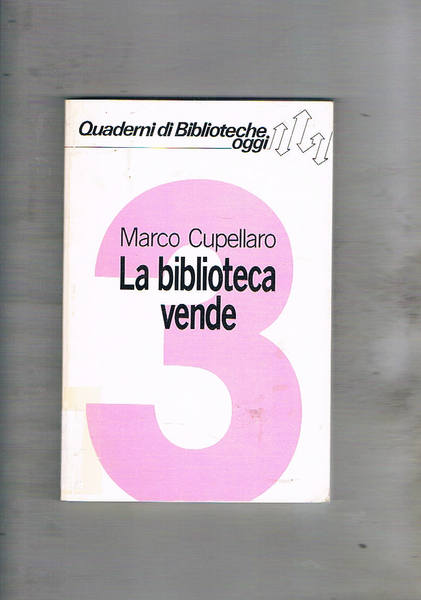 Quaderni di Biblioteche
oggi
3
Marco Cupellaro
La biblioteca
vende